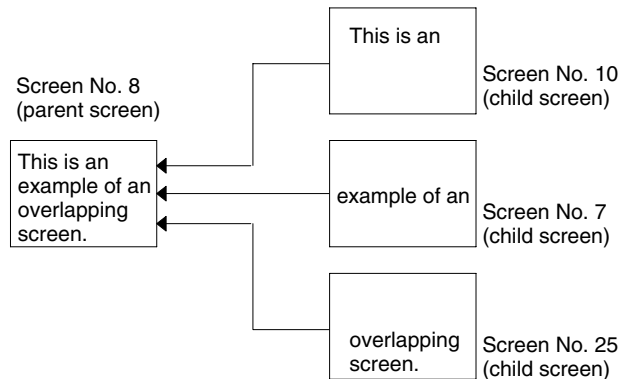 This is an
Screen No. 10
(child screen)
Screen No. 8
(parent screen)
This is an
example of an
overlapping
screen.
example of an
Screen No. 7
(child screen)
overlapping
screen.
Screen No. 25
(child screen)